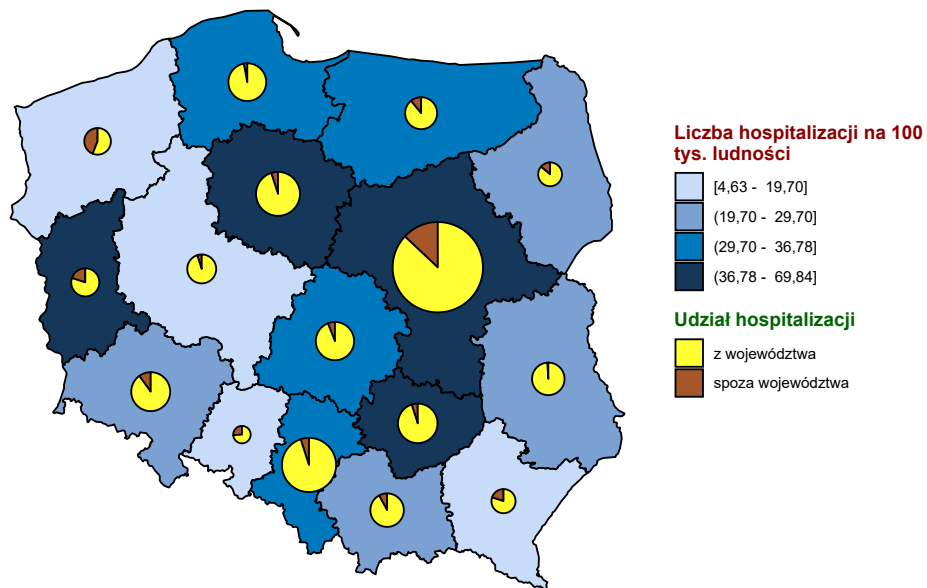 Liczba hospitalizacji na 100
tys. ludności
[4,63 - 19,70]
(19,70 - 29,70]
(29,70 - 36,78]
(36,78 - 69,84]
Udział hospitalizacji
z województwa
spoza województwa